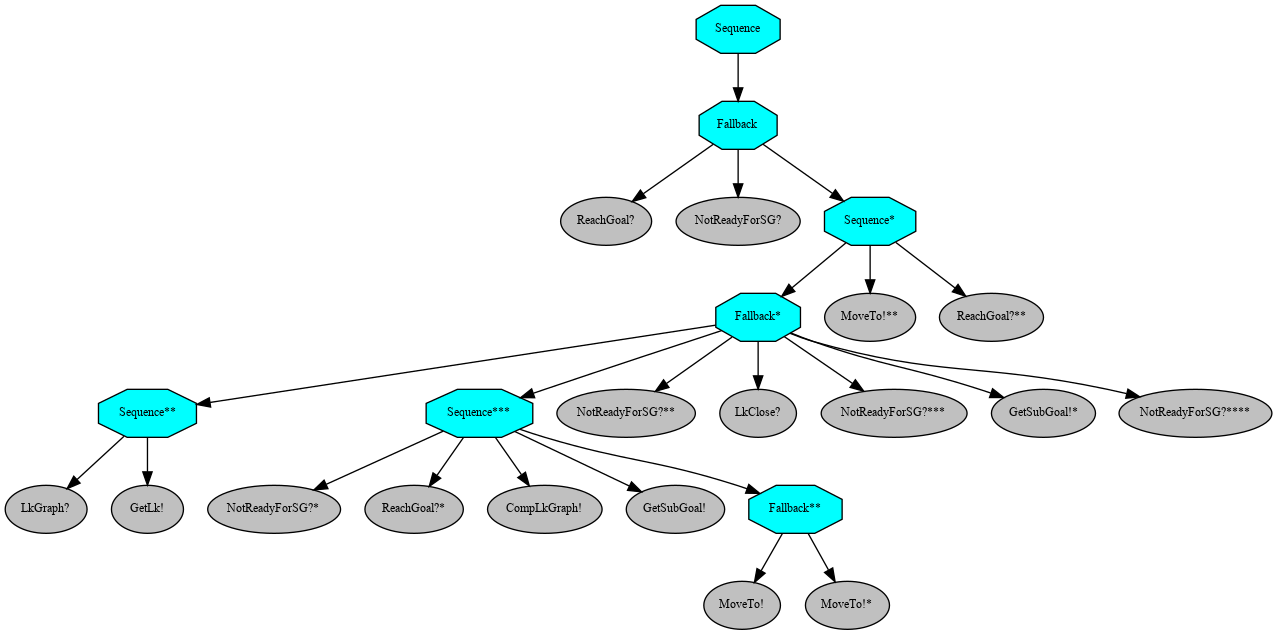 Sequence
Fallback
ReachGoal?
NotReadyForSG?
Sequence*
Fallback*
MoveTo!**
ReachGoal?**
Sequence**
Sequence***
NotReadyForSG?**
LkClose?
NotReadyForSG?***
GetSubGoal!*
NotReadyForSG?****
LkGraph?
GetLk!
NotReadyForSG?*
ReachGoal?*
CompLkGraph!
GetSubGoal!
Fallback**
MoveTo!
MoveTo!*